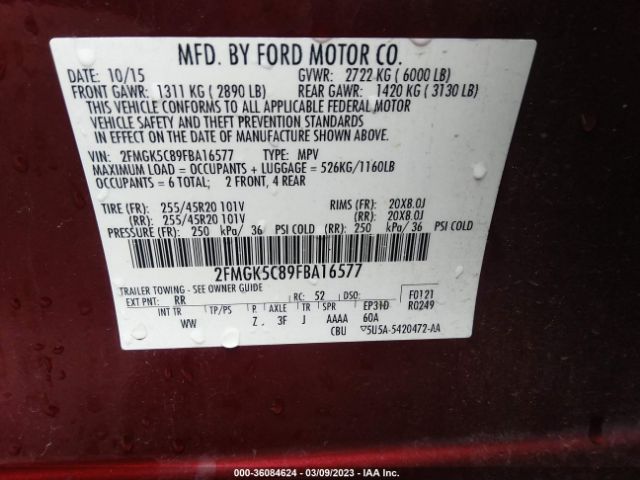 MFD. BY FORD MOTOR CO.
DATE: 10/15 GVWR: 2722 KG ( 6000 LB)
FRONT GAWR: 1311 KG ( 2890 LB) REAR GAWR: 1420 KG ( 3130 LB)
THIS VEHICLE CONFORMS TO ALL APPLICABLE FEDERAL MOTOR
VEHICLE SAFETY AND THEFT PREVENTION STANDARDS
IN EFFECT ON THE DATE OF MANUFACTURE SHOWN ABOVE.
VIN: 2FMGK5C89FBA16577 TYPE: MPV
MAXIMUM LOAD = OCCUPANTS + LUGGAGE = 526KG/1160LB
OCCUPANTS = 6 TOTAL; 2 FRONT, 4 REAR
TIRE (FR): 255/45R20 101V RIMS (FR): 20X8.0J
(RR): 255/45R20 101V (RR): 20X8.0J
PRESSURE (FR): 250 kPa/ 36 PSI COLD (RR): 250 kPa/ 36 PSI COLD
2FMGK5C89FBA16577
TRAILER TOWING - SEE OWNER GUIDE
EXT PNT: RR RC: 52 DSO: F0121
INT TR TP/PS R AXLE TR SPR EP31D R0249
WW Z 3F J AAAA 60A
CBU 5U5A-5420472-AA
000-36084624 - 03/09/2023 - IAA Inc.